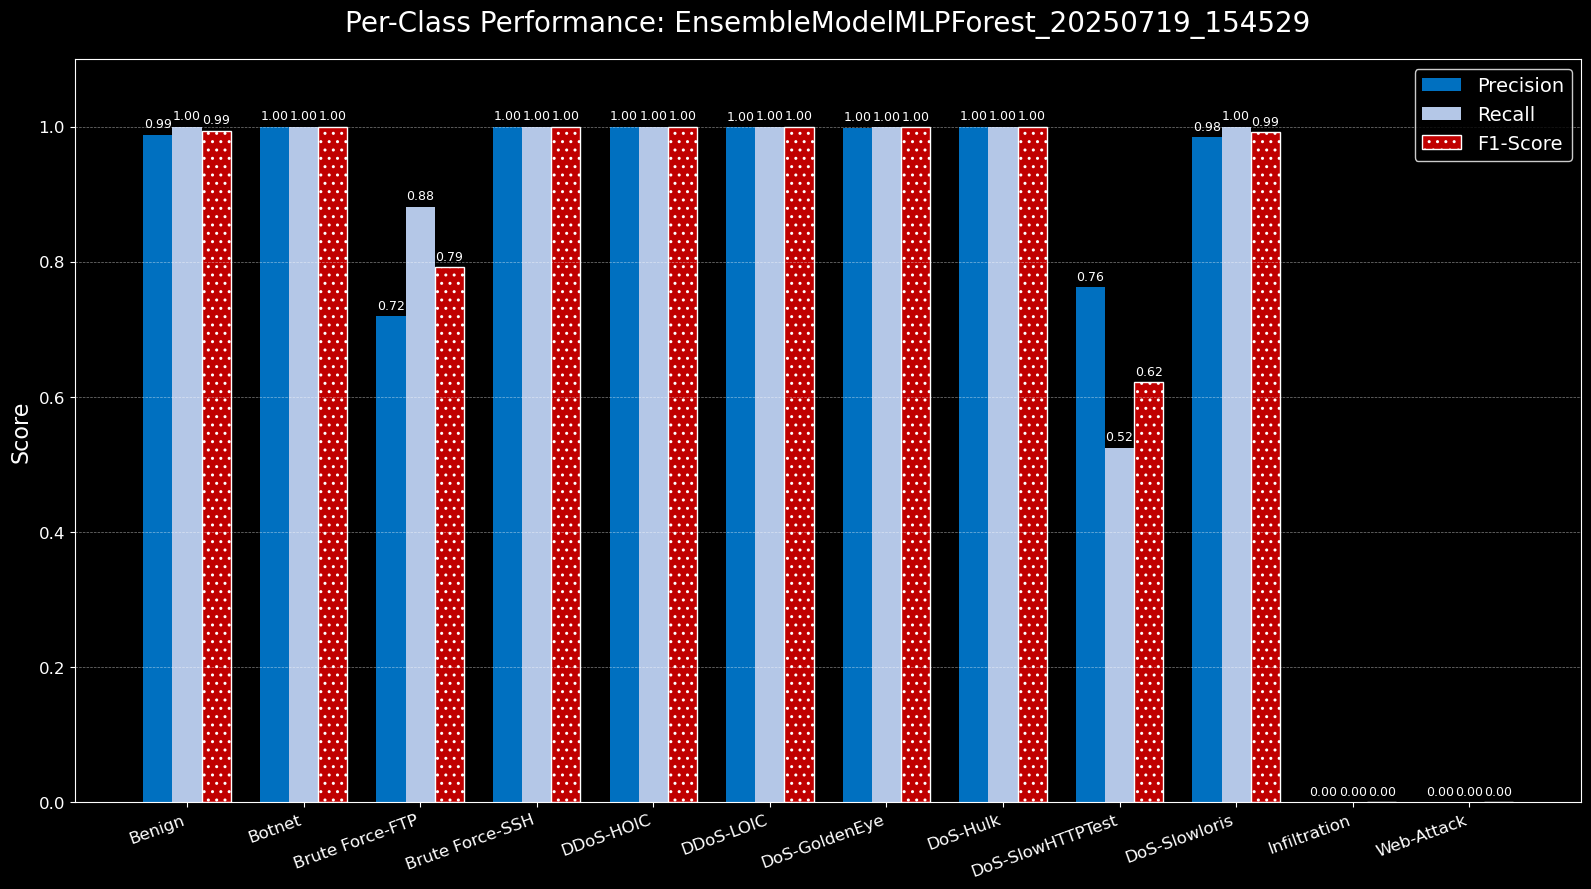 Per-Class Performance: EnsembleModelMLPForest_20250719_154529
Precision
Recall
F1-Score
Score
1.0
0.8
0.6
0.4
0.2
0.0
0.99 1.00 0.99
1.00 1.00 1.00
0.72 0.88 0.79
1.00 1.00 1.00
1.00 1.00 1.00
1.00 1.00 1.00
1.00 1.00 1.00
1.00 1.00 1.00
0.76 0.52 0.62
0.98 1.00 0.99
0.00 0.00 0.00
0.00 0.00 0.00
Benign
Botnet
Brute Force-FTP
Brute Force-SSH
DDoS-HOIC
DDoS-LOIC
DoS-GoldenEye
DoS-Hulk
DoS-SlowHTTPTest
DoS-Slowloris
Infiltration
Web-Attack